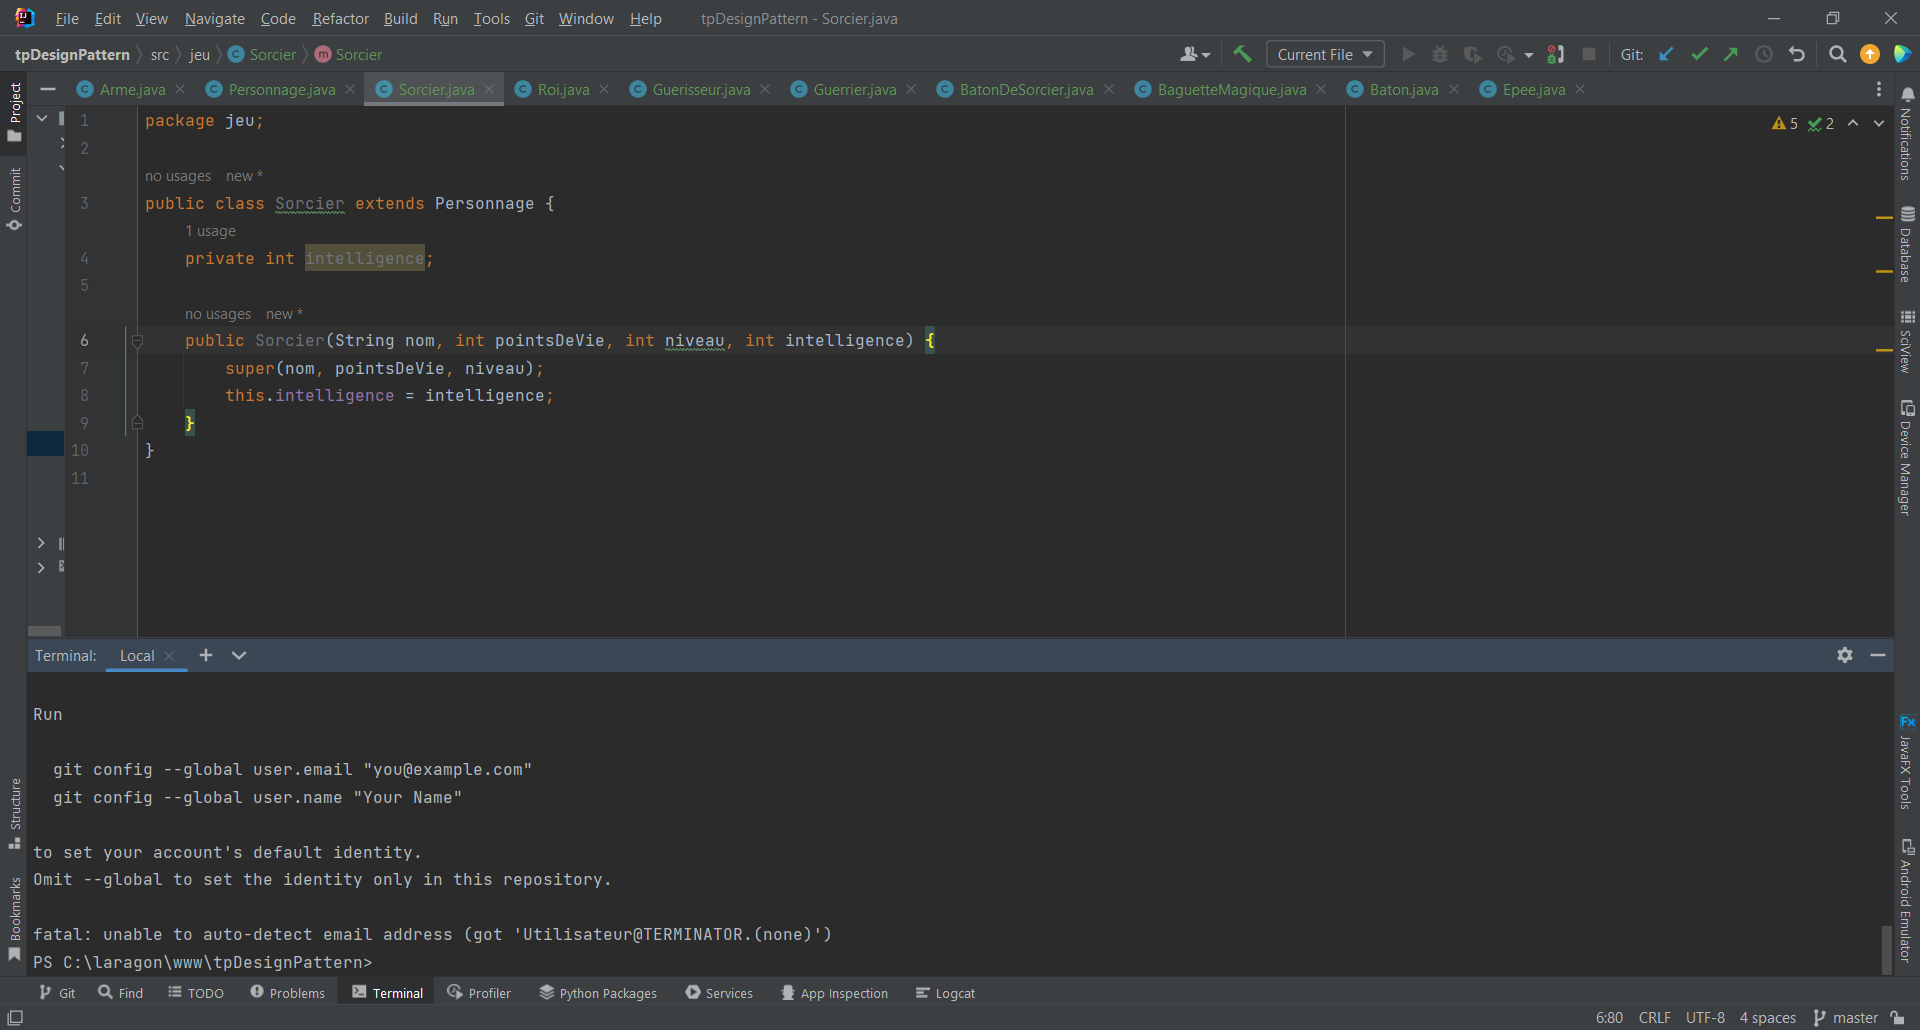 File Edit View Navigate Code Refactor Build Run Tools Git Window Help tpDesignPattern - Sorcier.java
tpDesignPattern src jeu C Sorcier m Sorcier Current File Git:
Arme.java Personnage.java Sorcier.java Roi.java Guerisseur.java Guerrier.java BatonDeSorcier.java BaguetteMagique.java Baton.java Epee.java
Project
Commit
Structure
Bookmarks
5 2
1 package jeu;
2
no usages new *
3 public class Sorcier extends Personnage {
1 usage
4 private int intelligence;
5
no usages new *
6 public Sorcier(String nom, int pointsDeVie, int niveau, int intelligence) {
7 super(nom, pointsDeVie, niveau);
8 this.intelligence = intelligence;
9 }
10 }
11
Notifications
Database
SciView
Device Manager
JavaFX Tools
Android Emulator
Terminal: Local
Run
git config --global user.email "you@example.com"
git config --global user.name "Your Name"
to set your account's default identity.
Omit --global to set the identity only in this repository.
fatal: unable to auto-detect email address (got 'Utilisateur@TERMINATOR.(none)')
PS C:\laragon\www\tpDesignPattern>
Git Find TODO Problems Terminal Profiler Python Packages Services App Inspection Logcat
6:80 CRLF UTF-8 4 spaces master